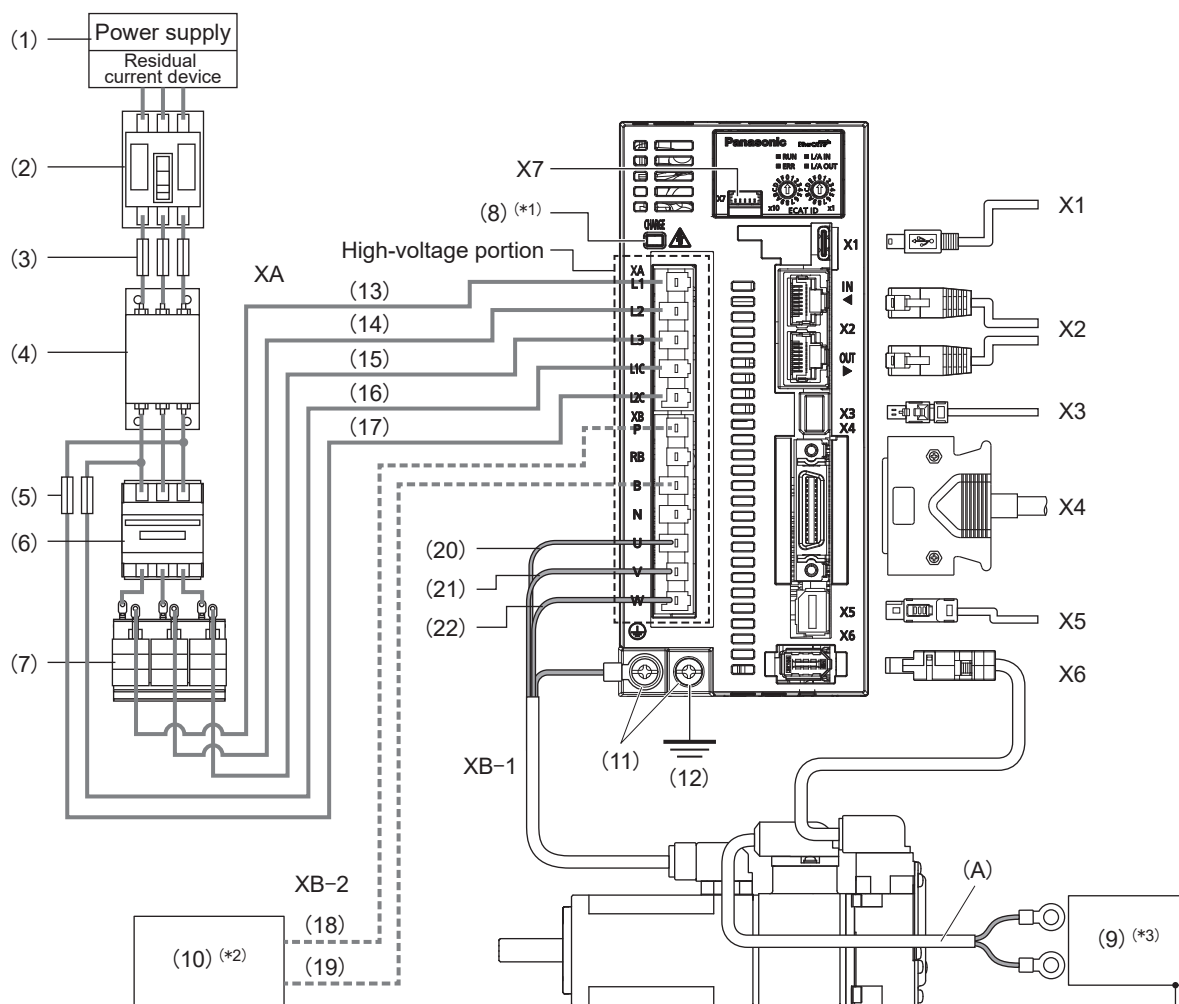 (1)
Power supply
Residual
current device
(2)
(3)
(4)
(5)
(6)
(7)
XA
(13)
(14)
(15)
(16)
(17)
High-voltage portion
X7
(8) (*1)
Panasonic
EtherCAT
RUN
L/A IN
ERR
L/A OUT
X7
x10
x1
ECAT ID
CHARGE
XA
L1
L2
L3
L1C
L2C
XB
P
RB
B
N
U
V
W
X1
IN
X2
OUT
X3
X4
X5
X6
X1
X2
X3
X4
X5
X6
(20)
(21)
(22)
(11)
(12)
XB-1
XB-2
(18)
(19)
(10) (*2)
(A)
(9) (*3)